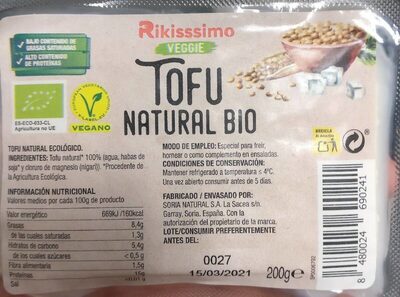 BAJO CONTENIDO DE
GRASAS SATURADAS
ALTO CONTENIDO
DE PROTEÍNAS
Rikisssimo
VEGGIE
TOFU
NATURAL BIO
ES-ECO-033-CL
Agricultura no UE
VEGANO
TOFU NATURAL ECOLÓGICO.
INGREDIENTES: Tofu natural* 100% (agua, habas de
soja* y cloruro de magnesio (nigari)). *Procedente de
la Agricultura Ecológica.
INFORMACIÓN NUTRICIONAL
Valores medios por cada 100g de producto
Valor energético 669kJ /160kcal
Grasas 8,4g
de las cuales saturadas 1,3g
Hidratos de carbono 5,4g
de los cuales azúcares < 0,5 g
Fibra alimentaria 1,5g
Proteínas
Sal
MODO DE EMPLEO: Especial para freír,
hornear o como complemento en ensaladas.
CONDICIONES DE CONSERVACIÓN:
Mantener refrigerado a temperatura ≤ 4ºC.
Una vez abierto consumir antes de 5 días.
FABRICADO / ENVASADO POR:
SORIA NATURAL S.A. La Sacea s/n.
Garray, Soria. España. Con la
autorización del propietario de la marca.
LOTE/CONSUMIR PREFERENTEMENTE
ANTES DEL:
0027
15/03/2021
200g e
RECICLA
AL AMARILLO
8 480024 690241